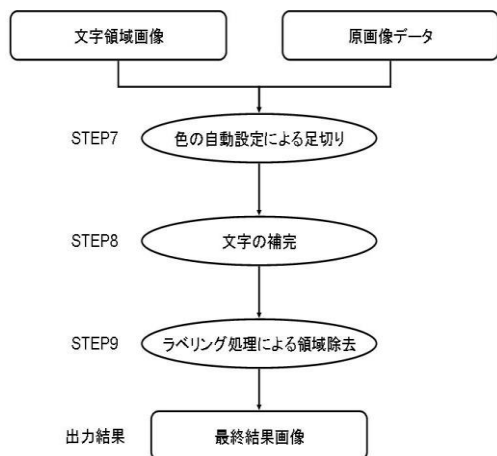 文字領域画像
原画像データ
STEP7
色の自動設定による足切り
STEP8
文字の補完
STEP9
ラベリング処理による領域除去
出力結果
最終結果画像